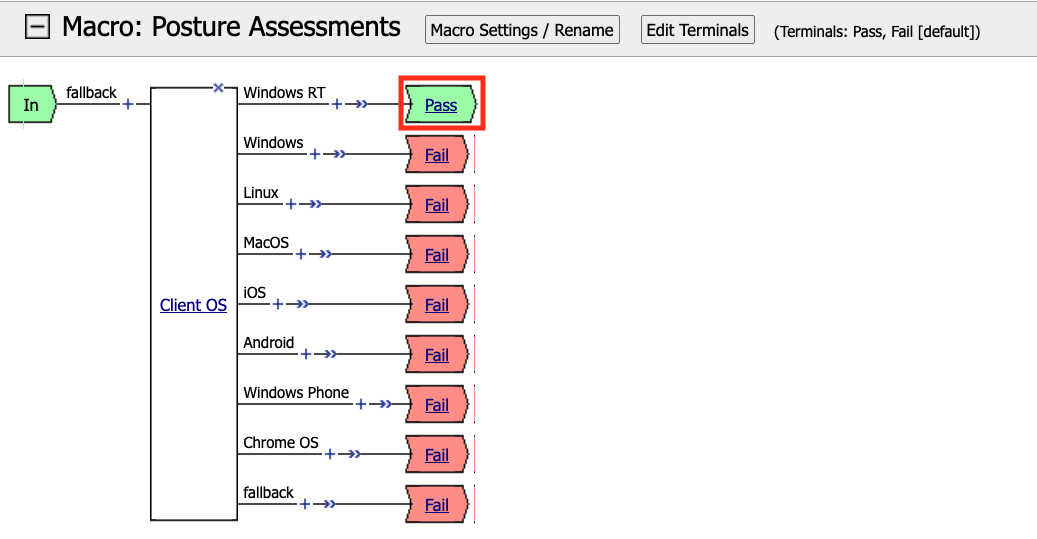 Macro: Posture Assessments Macro Settings / Rename Edit Terminals (Terminals: Pass, Fail [default])
In fallback Windows RT Pass
Windows Fail
Linux Fail
MacOS Fail
Client OS iOS Fail
Android Fail
Windows Phone Fail
Chrome OS Fail
fallback Fail